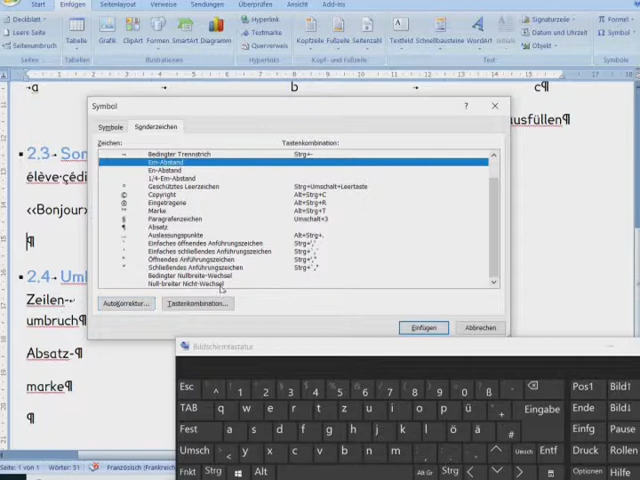 Start Einfügen Seitenlayout Verweise Sendungen Überprüfen Ansicht Add-Ins
Deckblatt
Leere Seite
Seitenumbruch
Tabelle
Grafik ClipArt Formen SmartArt Diagramm
Hyperlink
Textmarke
Querverweis
Kopfzeile Fußzeile Seitenzahl
Textfeld Schnellbausteine WordArt
Signaturzeile
Datum und Uhrzeit
Objekt
Formel
Symbol
Seiten Tabellen Illustrationen Hyperlinks Kopf- und Fußzeile Text
a b c¶
ausfüllen¶
2.3 Son
élève·çédi
<<Bonjour
¶
2.4 Um
Zeilen-
umbruch¶
Absatz-¶
marke¶
¶
Symbol ?
Symbole Sonderzeichen
Zeichen: Tastenkombination:
¬ Bedingter Trennstrich Strg+-
Em-Abstand
En-Abstand
1/4-Em-Abstand
° Geschütztes Leerzeichen Strg+Umschalt+Leertaste
© Copyright Alt+Strg+C
® Eingetragene Alt+Strg+R
™ Marke Alt+Strg+T
§ Paragrafenzeichen Umschalt+3
¶ Absatz
… Auslassungspunkte Alt+Strg+.
Einfaches öffnendes Anführungszeichen
Einfaches schließendes Anführungszeichen
Öffnendes Anführungszeichen
Schließendes Anführungszeichen
Bedingter Nullbreite-Wechsel
Null-breiter Nicht-Wechsel
AutoKorrektur... Tastenkombination...
Einfügen Abbrechen
Bildschirmtastatur
Esc ^ 1 2 3 4 5 6 7 8 9 0 ß Pos1 Bild↑
TAB q w e r t z u i o p ü + Eingabe Ende Bild↓
Fest a s d f g h j k l ö ä # Einfg Pause
Umsch y x c v b n m , . - Umsch Entf Druck Rollen
Fnkt Strg Alt Alt Gr Strg Optionen Hilfe
Seite: 1 von 1 Wörter: 51 Französisch (Frankreich